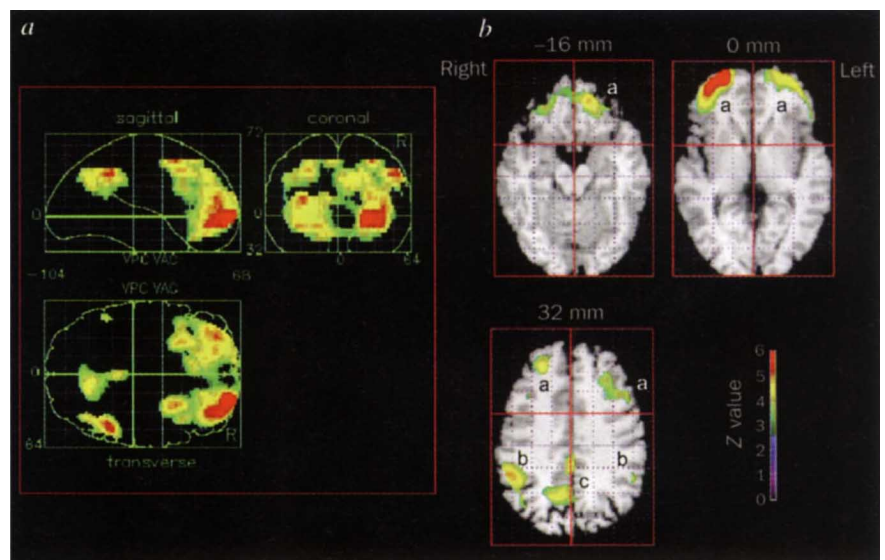 a
b
–16 mm
0 mm
Right
Left
sagittal
coronal
72
R
0
0
32
VPC VAC
–104
68
0
64
VPC VAC
0
64
R
transverse
a
a
a
32 mm
a
a
b
b
c
Z value
6
5
4
3
2
1
0